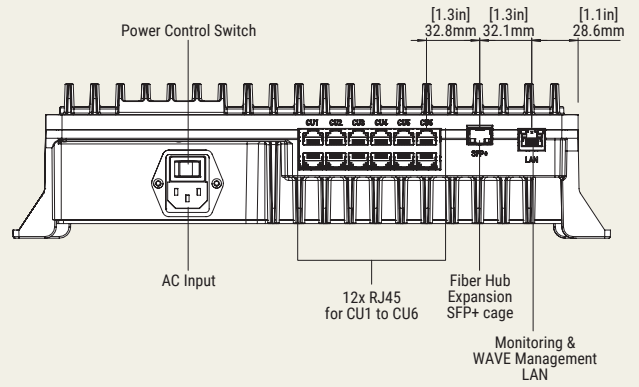 [1.3in]
32.8mm
[1.3in]
32.1mm
[1.1in]
28.6mm
Power Control Switch
CU1 CU2 CU3 CU4 CU5 CU6
SFP+
LAN
AC Input
12x RJ45
for CU1 to CU6
Fiber Hub
Expansion
SFP+ cage
Monitoring &
WAVE Management
LAN